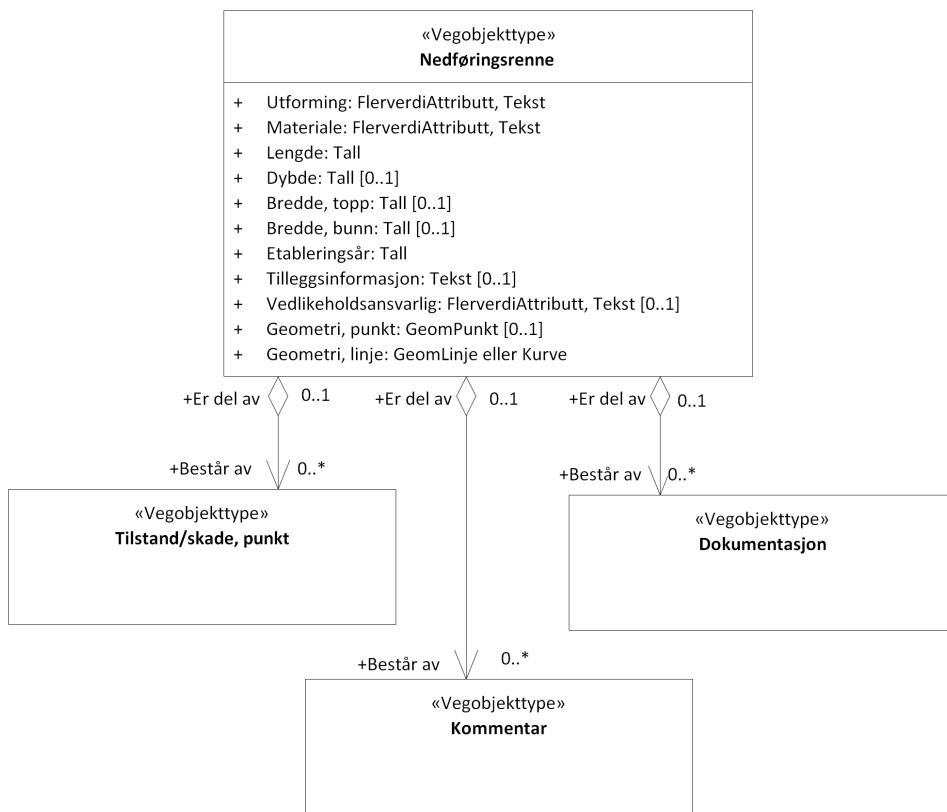 «Vegobjekttype»
Nedføringsrenne
+ Utforming: FlerverdiAttributt, Tekst
+ Materiale: FlerverdiAttributt, Tekst
+ Lengde: Tall
+ Dybde: Tall [0..1]
+ Bredde, topp: Tall [0..1]
+ Bredde, bunn: Tall [0..1]
+ Etableringsår: Tall
+ Tilleggsinformasjon: Tekst [0..1]
+ Vedlikeholdsansvarlig: FlerverdiAttributt, Tekst [0..1]
+ Geometri, punkt: GeomPunkt [0..1]
+ Geometri, linje: GeomLinje eller Kurve
+Er del av 0..1 +Er del av 0..1 +Er del av 0..1
+Består av 0..* +Består av 0..*
«Vegobjekttype»
Tilstand/skade, punkt
«Vegobjekttype»
Dokumentasjon
+Består av 0..*
«Vegobjekttype»
Kommentar